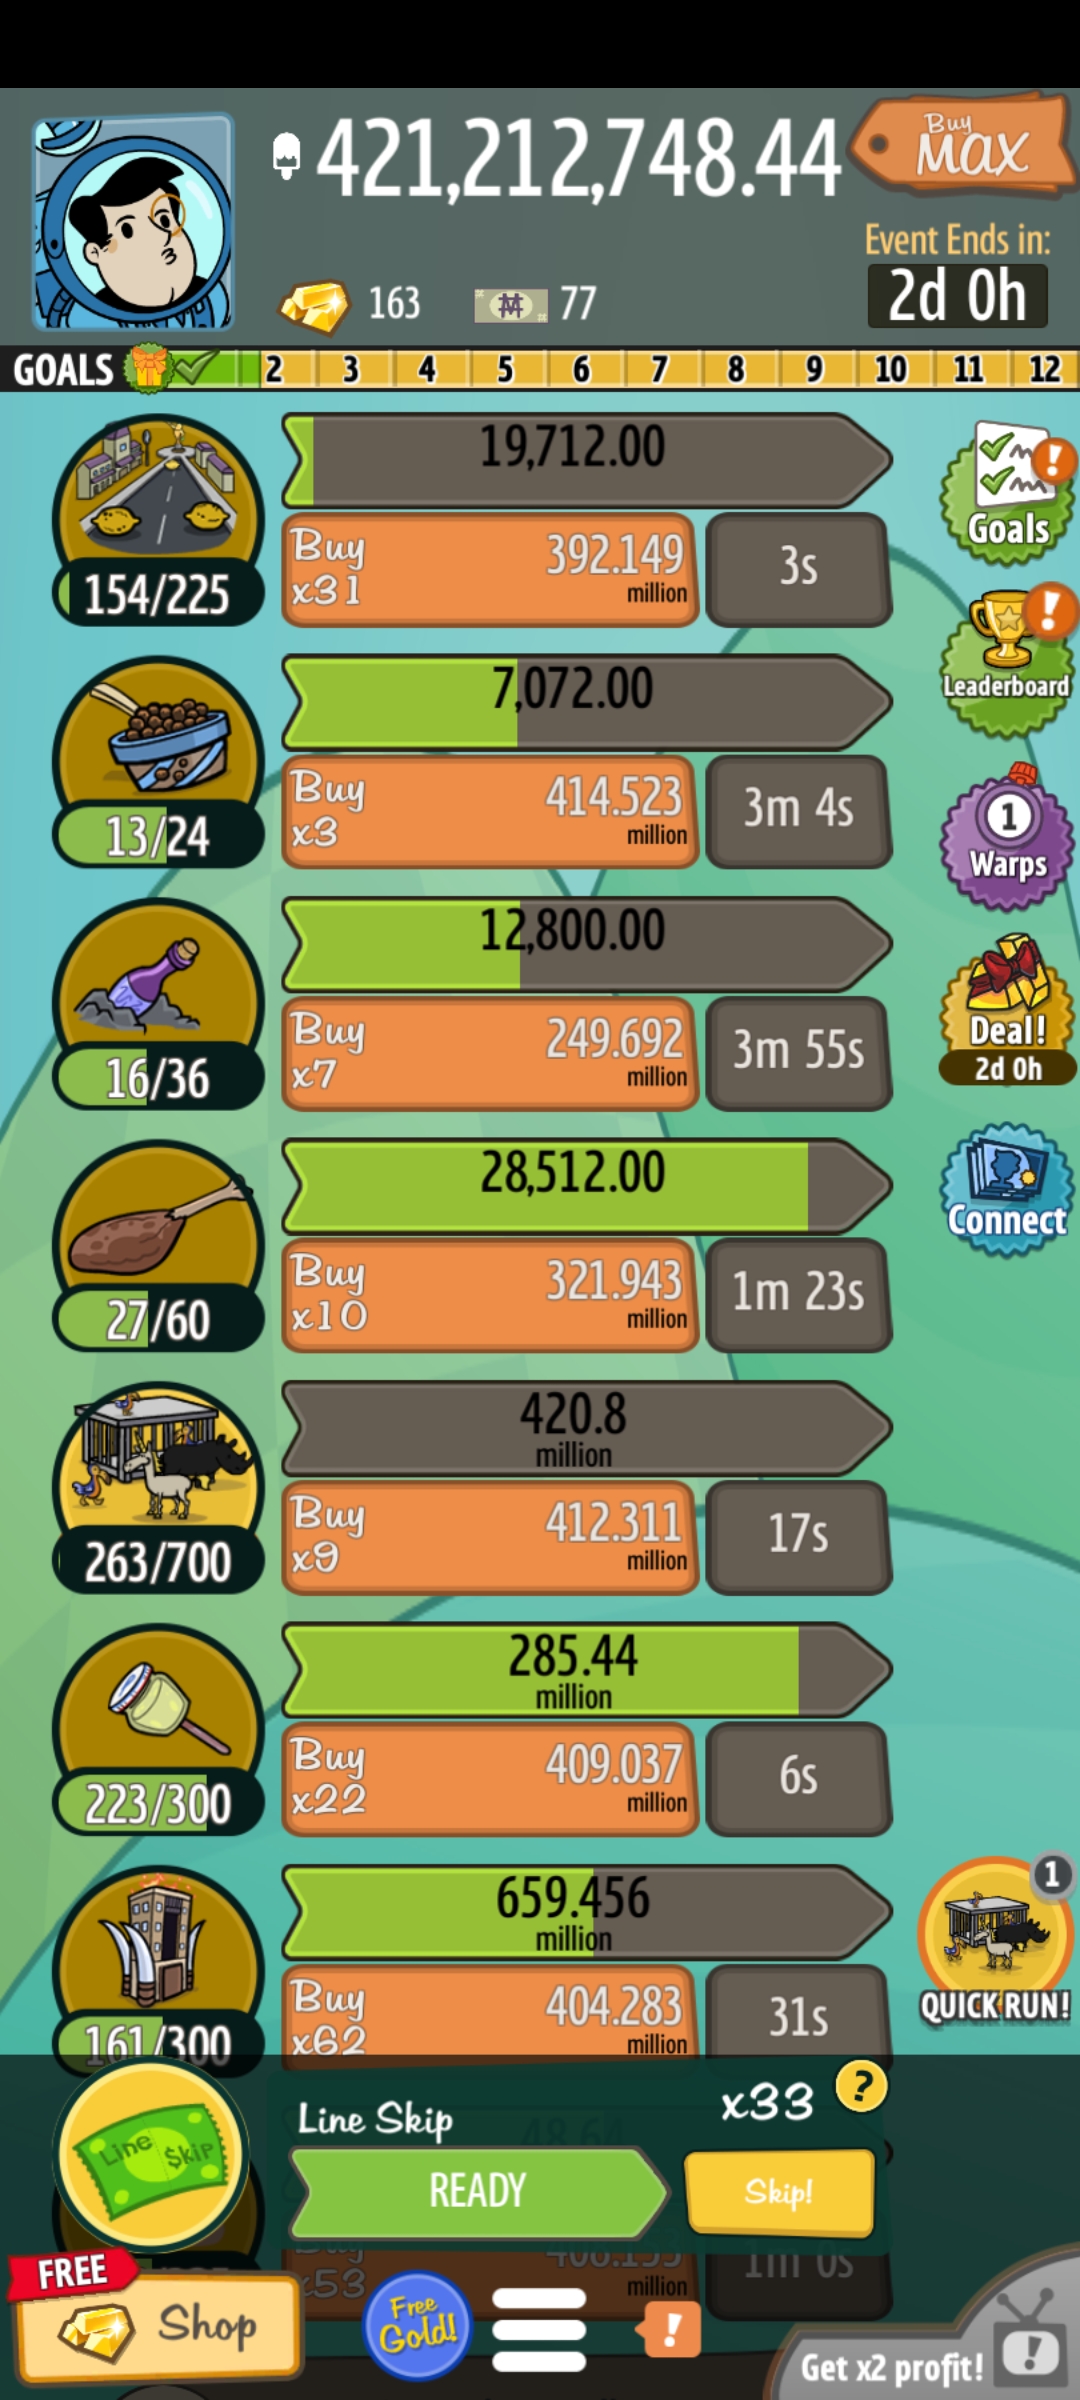 421,212,748.44
Buy
MAX
Event Ends in:
2d 0h
163
77
GOALS 2 3 4 5 6 7 8 9 10 11 12
19,712.00
Buy
x31
392.149
million
3s
154/225
Goals
7,072.00
Buy
x3
414.523
million
3m 4s
13/24
Leaderboard
1
Warps
12,800.00
Buy
x7
249.692
million
3m 55s
16/36
Deal!
2d 0h
28,512.00
Buy
x10
321.943
million
1m 23s
27/60
Connect
420.8
million
Buy
x9
412.311
million
17s
263/700
285.44
million
Buy
x22
409.037
million
6s
223/300
659.456
million
Buy
x62
404.283
million
31s
161/300
1
QUICK RUN!
Line Skip
x33
?
48.64
Line $kip
READY
Skip!
Buy
x53
million
1m 0s
FREE
Shop
Free
Gold!
!
Get x2 profit!
!